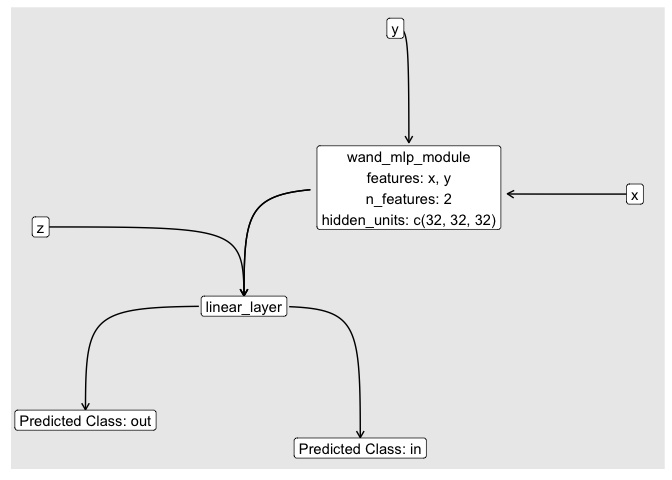 y
wand_mlp_module
features: x, y
n_features: 2
hidden_units: c(32, 32, 32)
x
z
linear_layer
Predicted Class: out
Predicted Class: in